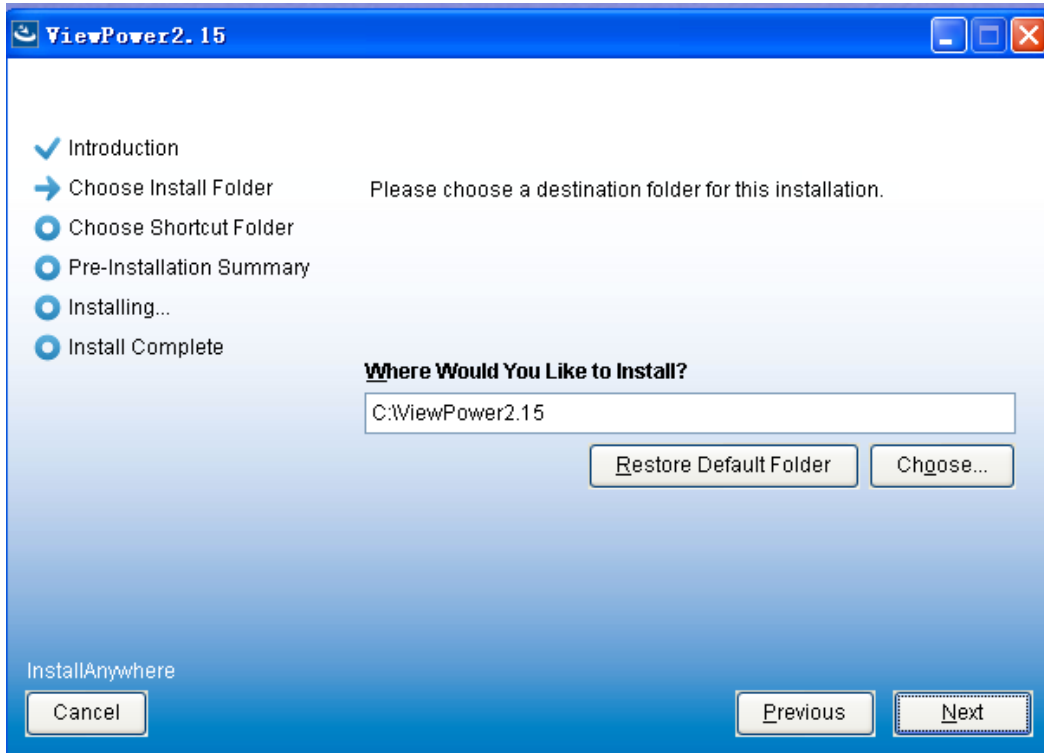 ViewPower2.15
Introduction
Choose Install Folder
Choose Shortcut Folder
Pre-Installation Summary
Installing...
Install Complete
Please choose a destination folder for this installation.
Where Would You Like to Install?
C:\ViewPower2.15
Restore Default Folder
Choose...
InstallAnywhere
Cancel
Previous
Next